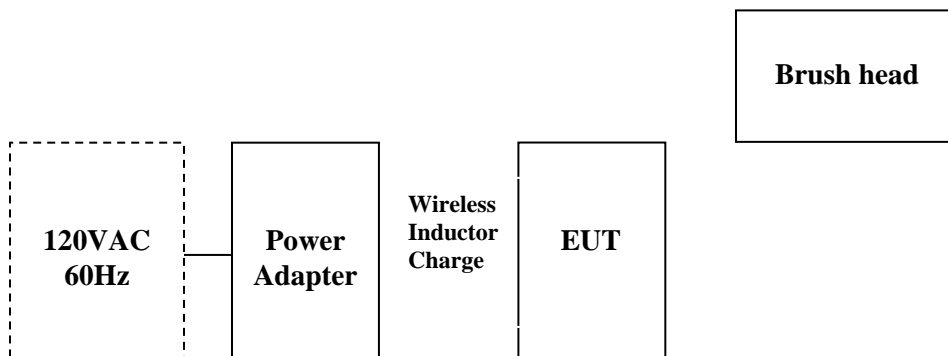 Brush head
120VAC
60Hz
Power
Adapter
Wireless
Inductor
Charge
EUT